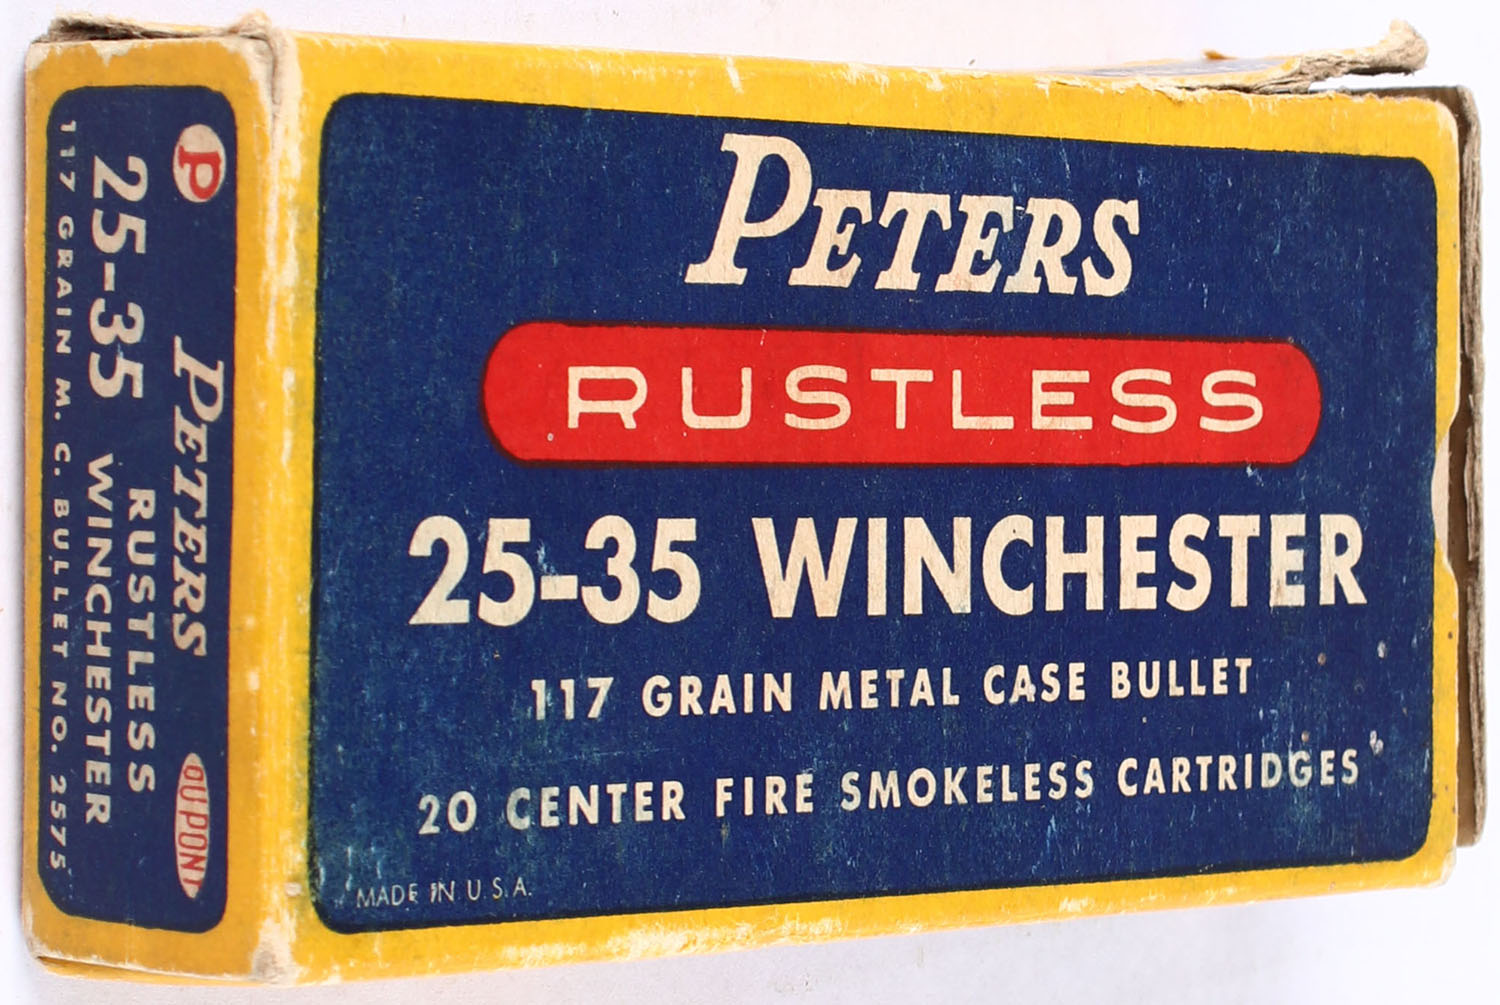 PETERS
RUSTLESS
25-35 WINCHESTER
117 GRAIN METAL CASE BULLET
20 CENTER FIRE SMOKELESS CARTRIDGES
MADE IN U.S.A.
P
PETERS
DUPONT
RUSTLESS
25-35 WINCHESTER
117 GRAIN M. C. BULLET NO. 2575